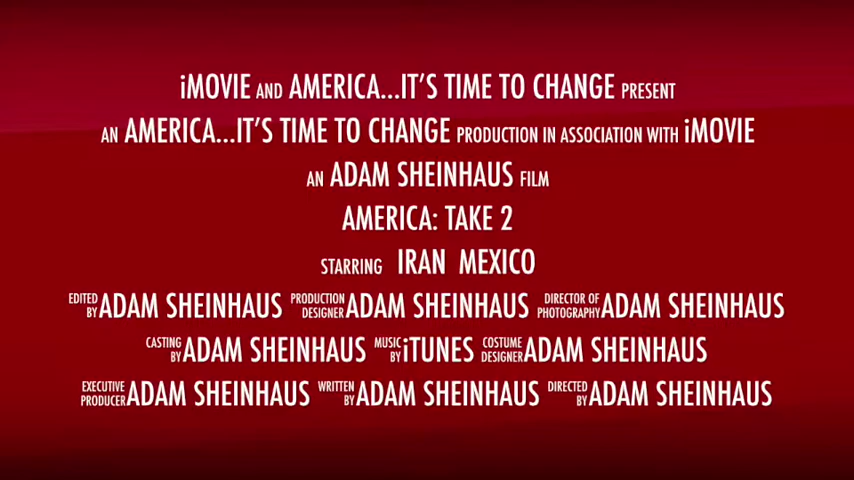 iMOVIE AND AMERICA...IT'S TIME TO CHANGE PRESENT
AN AMERICA...IT'S TIME TO CHANGE PRODUCTION IN ASSOCIATION WITH iMOVIE
AN ADAM SHEINHAUS FILM
AMERICA: TAKE 2
STARRING IRAN MEXICO
EDITED BY ADAM SHEINHAUS PRODUCTION DESIGNER ADAM SHEINHAUS DIRECTOR OF PHOTOGRAPHY ADAM SHEINHAUS
CASTING BY ADAM SHEINHAUS MUSIC BY iTUNES COSTUME DESIGNER ADAM SHEINHAUS
EXECUTIVE PRODUCER ADAM SHEINHAUS WRITTEN BY ADAM SHEINHAUS DIRECTED BY ADAM SHEINHAUS